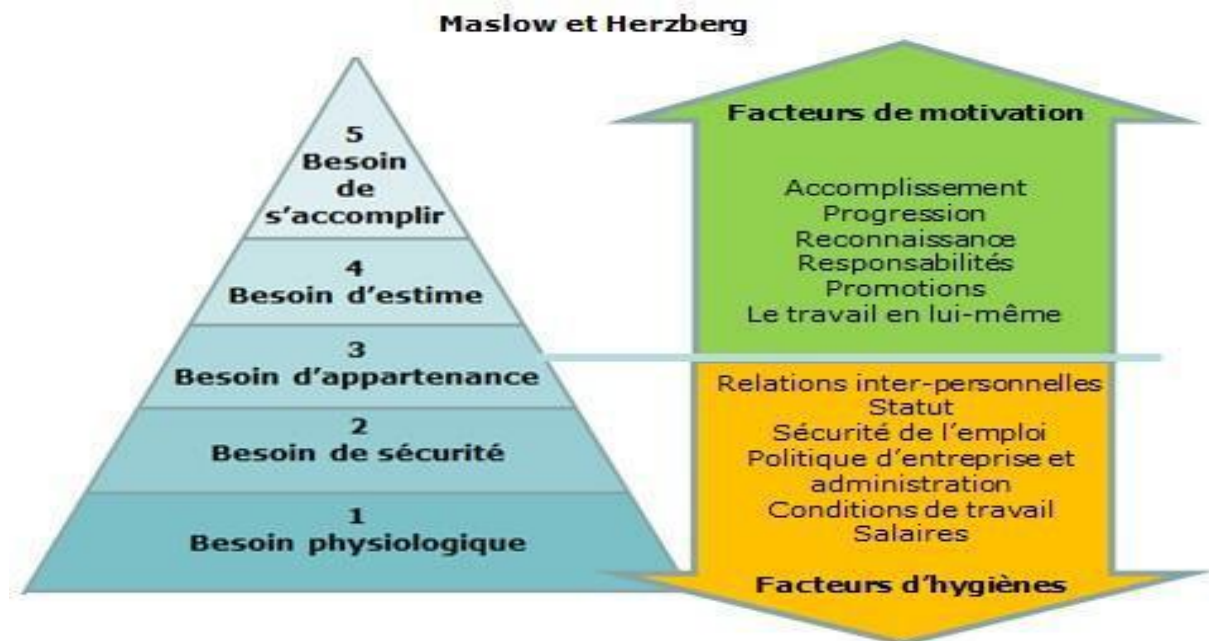 Maslow et Herzberg
5
Besoin
de
s'accomplir
4
Besoin d'estime
3
Besoin d'appartenance
2
Besoin de sécurité
1
Besoin physiologique
Facteurs de motivation
Accomplissement
Progression
Reconnaissance
Responsabilités
Promotions
Le travail en lui-même
Relations inter-personnelles
Statut
Sécurité de l'emploi
Politique d'entreprise et
administration
Conditions de travail
Salaires
Facteurs d'hygiènes